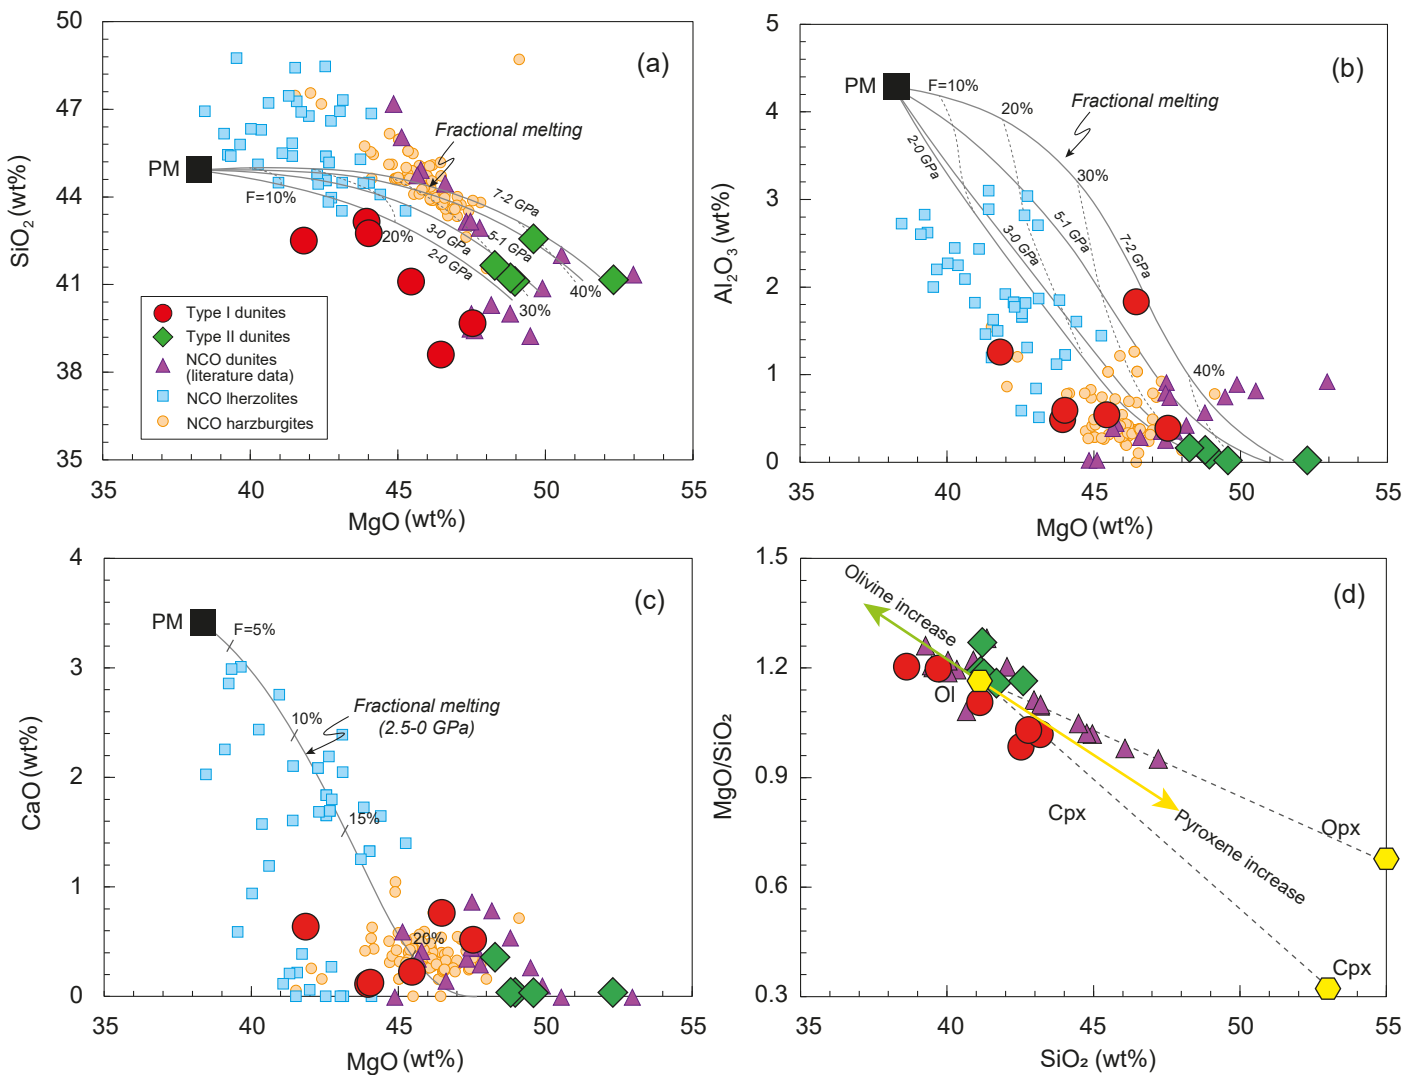 50
47
44
41
38
35
SiO₂ (wt%)
(a)
PM
Fractional melting
F=10%
20%
30%
40%
7-2 GPa
5-1 GPa
3-0 GPa
2-0 GPa
Type I dunites
Type II dunites
NCO dunites
(literature data)
NCO lherzolites
NCO harzburgites
35
40
45
50
55
MgO (wt%)
5
4
3
2
1
0
Al₂O₃ (wt%)
(b)
PM
F=10%
20%
Fractional melting
30%
40%
2-0 GPa
3-0 GPa
5-1 GPa
7-2 GPa
35
40
45
50
55
MgO (wt%)
4
3
2
1
0
CaO (wt%)
(c)
PM
F=5%
10%
Fractional melting
(2.5-0 GPa)
15%
20%
35
40
45
50
55
MgO (wt%)
1.5
1.2
0.9
0.6
0.3
MgO/SiO₂
(d)
Olivine increase
Ol
Cpx
Pyroxene increase
Opx
Cpx
35
40
45
50
55
SiO₂ (wt%)